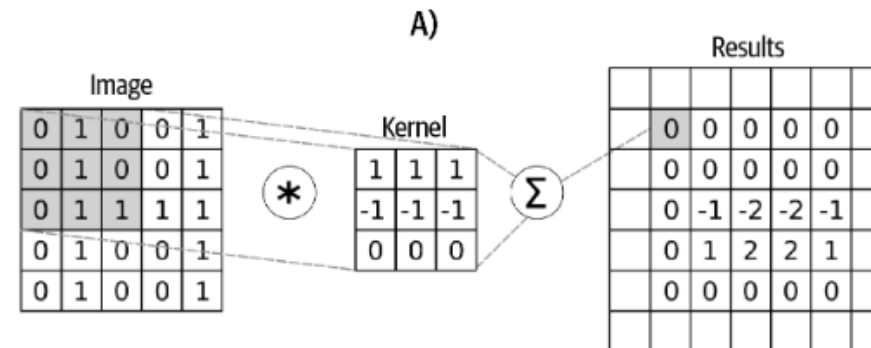 A)
Results
Image
Kernel
0 1 0 0 1
0 1 0 0 1
0 1 1 1 1
0 1 0 0 1
0 1 0 0 1
*
1 1 1
-1 -1 -1
0 0 0
Σ
0 0 0 0 0
0 0 0 0 0
0 -1 -2 -2 -1
0 1 2 2 1
0 0 0 0 0